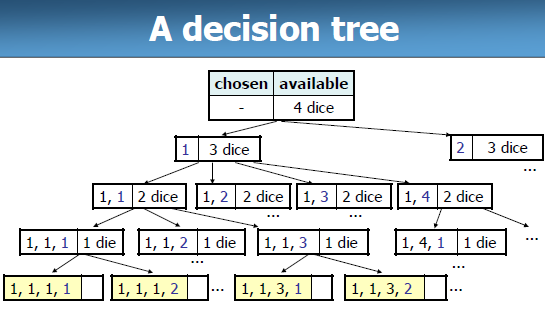 A decision tree
chosen available
- 4 dice
1 3 dice
2 3 dice
...
1, 1 2 dice
1, 2 2 dice
1, 3 2 dice
1, 4 2 dice
...
...
1, 1, 1 1 die
1, 1, 2 1 die
1, 1, 3 1 die
1, 4, 1 1 die
...
...
...
1, 1, 1, 1
1, 1, 1, 2
...
1, 1, 3, 1
1, 1, 3, 2
...